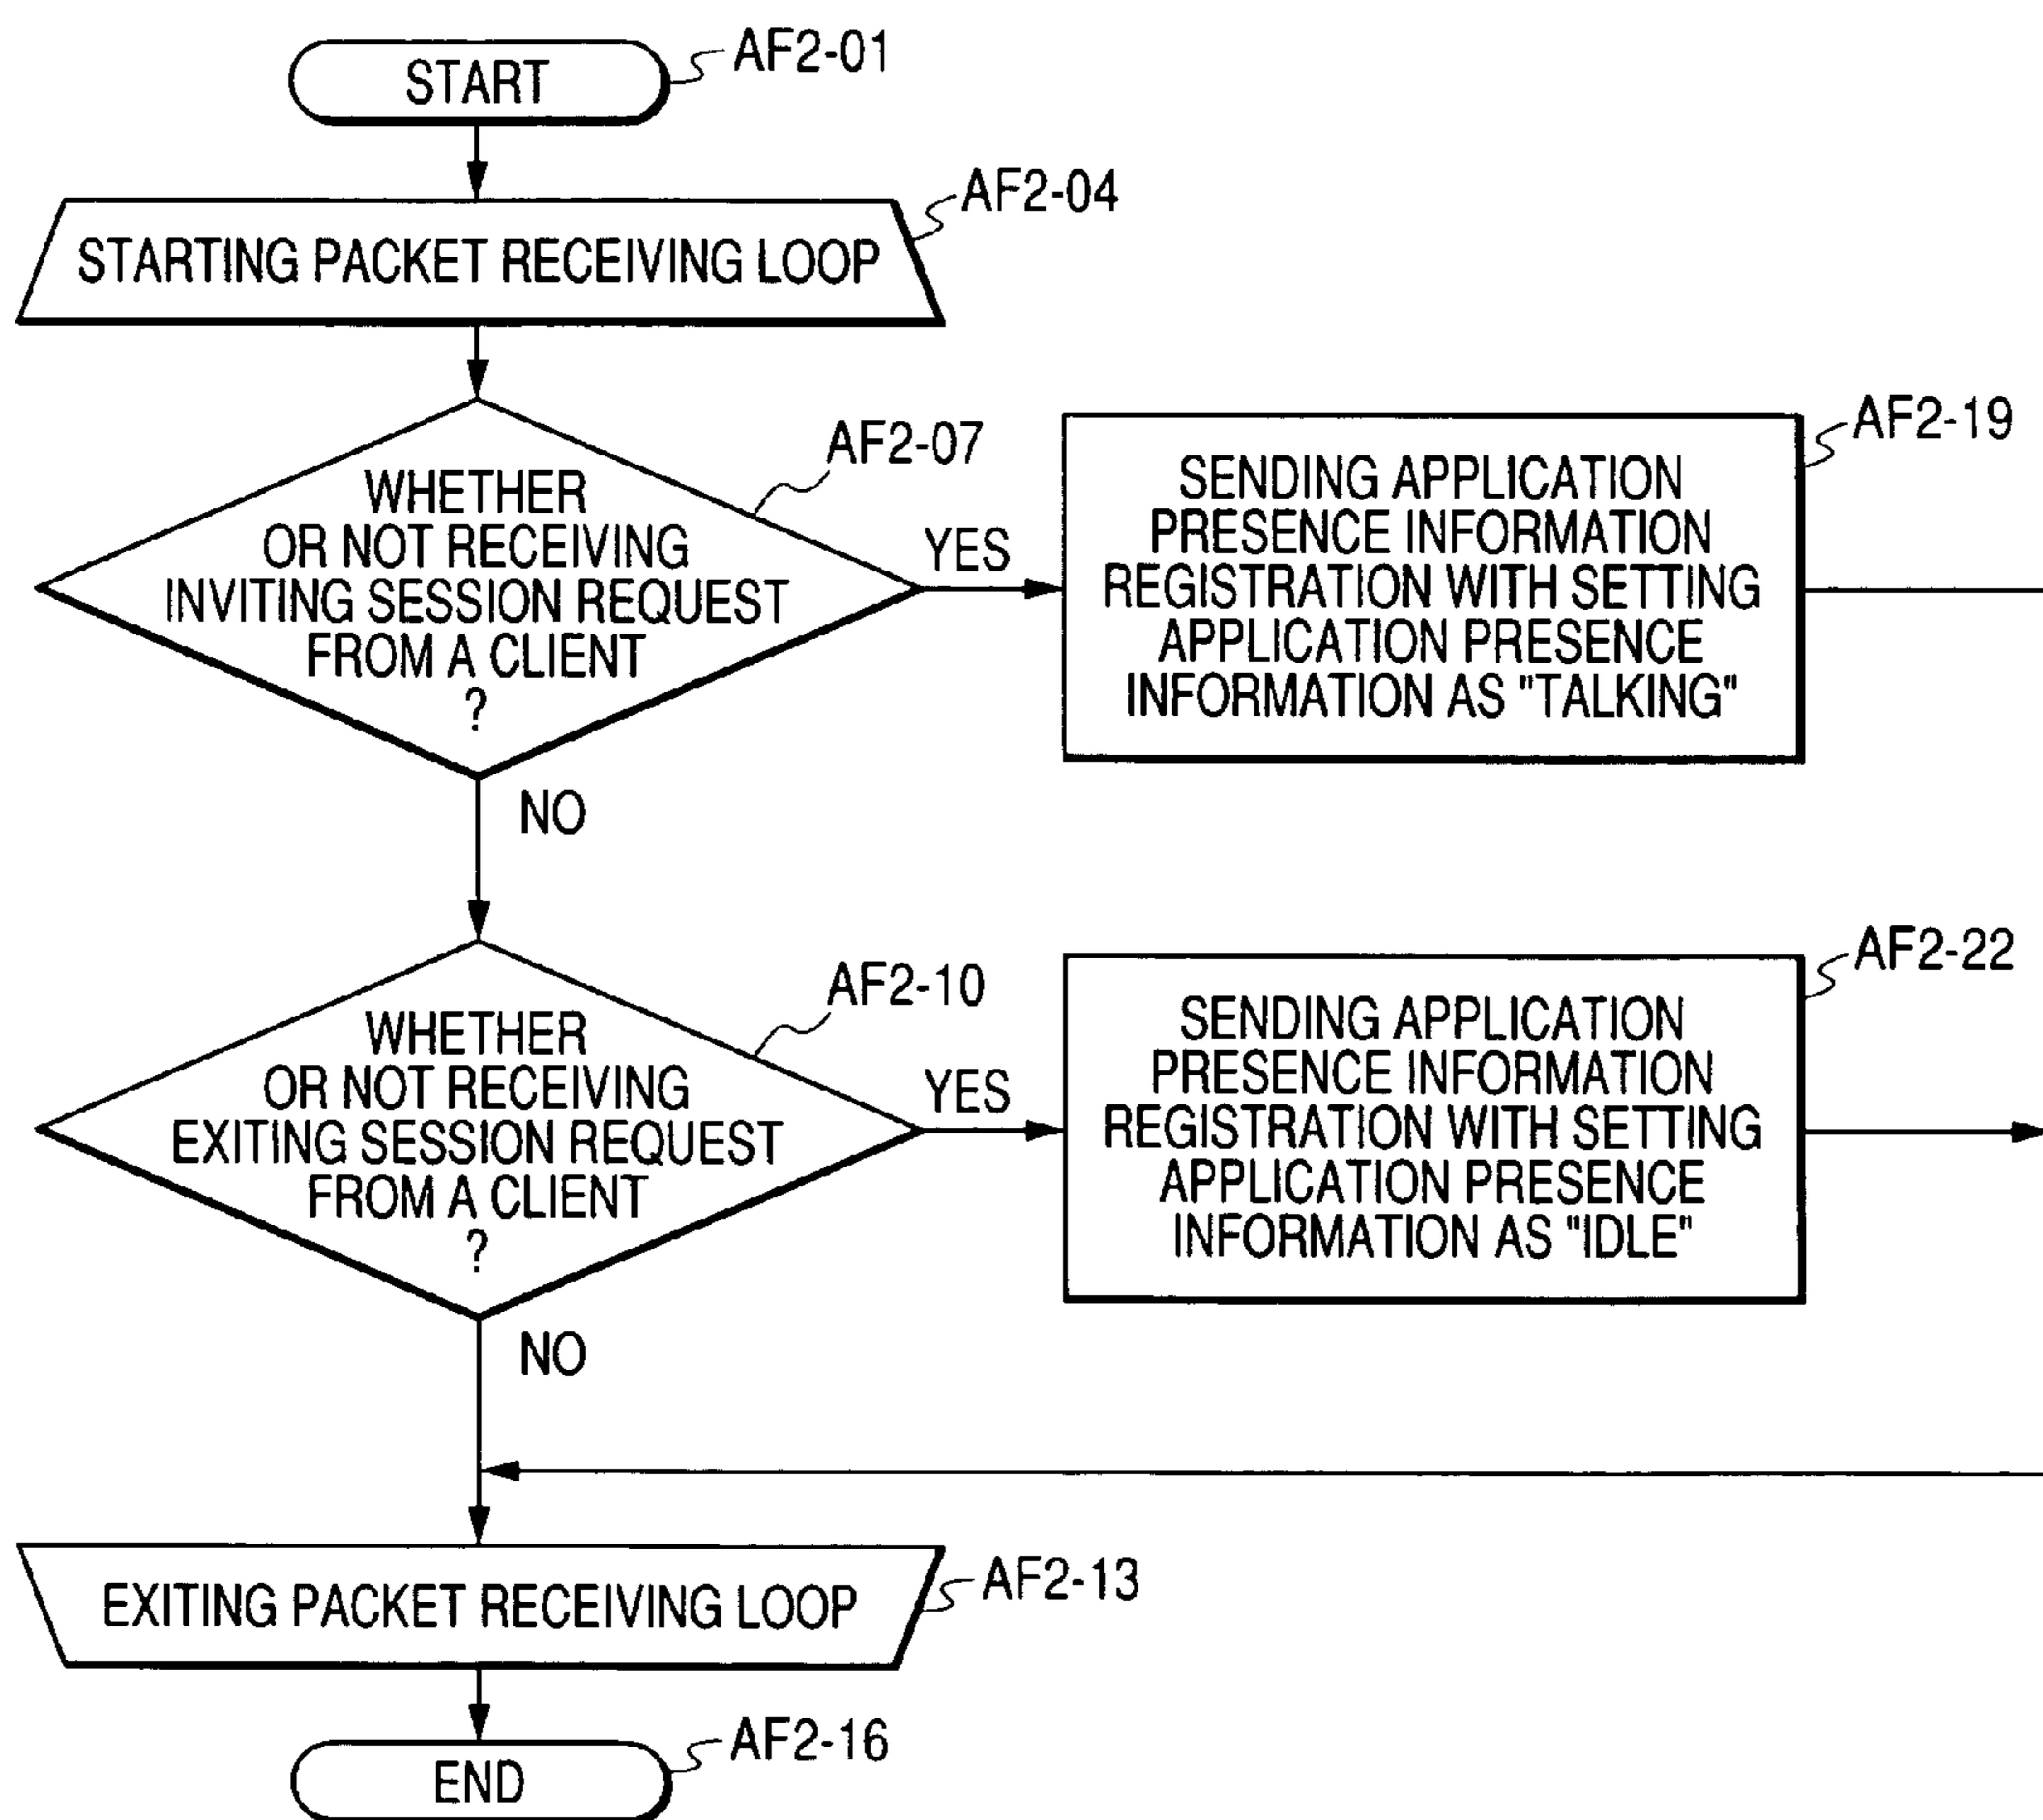 START
AF2-01
STARTING PACKET RECEIVING LOOP
AF2-04
WHETHER
OR NOT RECEIVING
INVITING SESSION REQUEST
FROM A CLIENT
?
AF2-07
YES
NO
SENDING APPLICATION
PRESENCE INFORMATION
REGISTRATION WITH SETTING
APPLICATION PRESENCE
INFORMATION AS "TALKING"
AF2-19
WHETHER
OR NOT RECEIVING
EXITING SESSION REQUEST
FROM A CLIENT
?
AF2-10
YES
NO
SENDING APPLICATION
PRESENCE INFORMATION
REGISTRATION WITH SETTING
APPLICATION PRESENCE
INFORMATION AS "IDLE"
AF2-22
EXITING PACKET RECEIVING LOOP
AF2-13
END
AF2-16